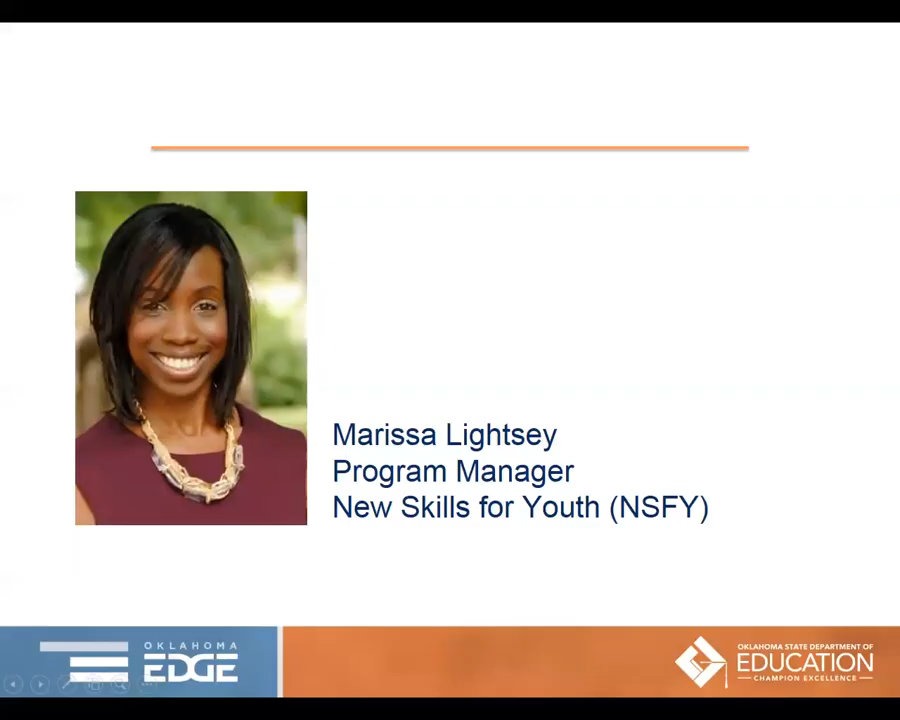 Marissa Lightsey
Program Manager
New Skills for Youth (NSFY)
OKLAHOMA
EDGE
OKLAHOMA STATE DEPARTMENT OF
EDUCATION
CHAMPION EXCELLENCE